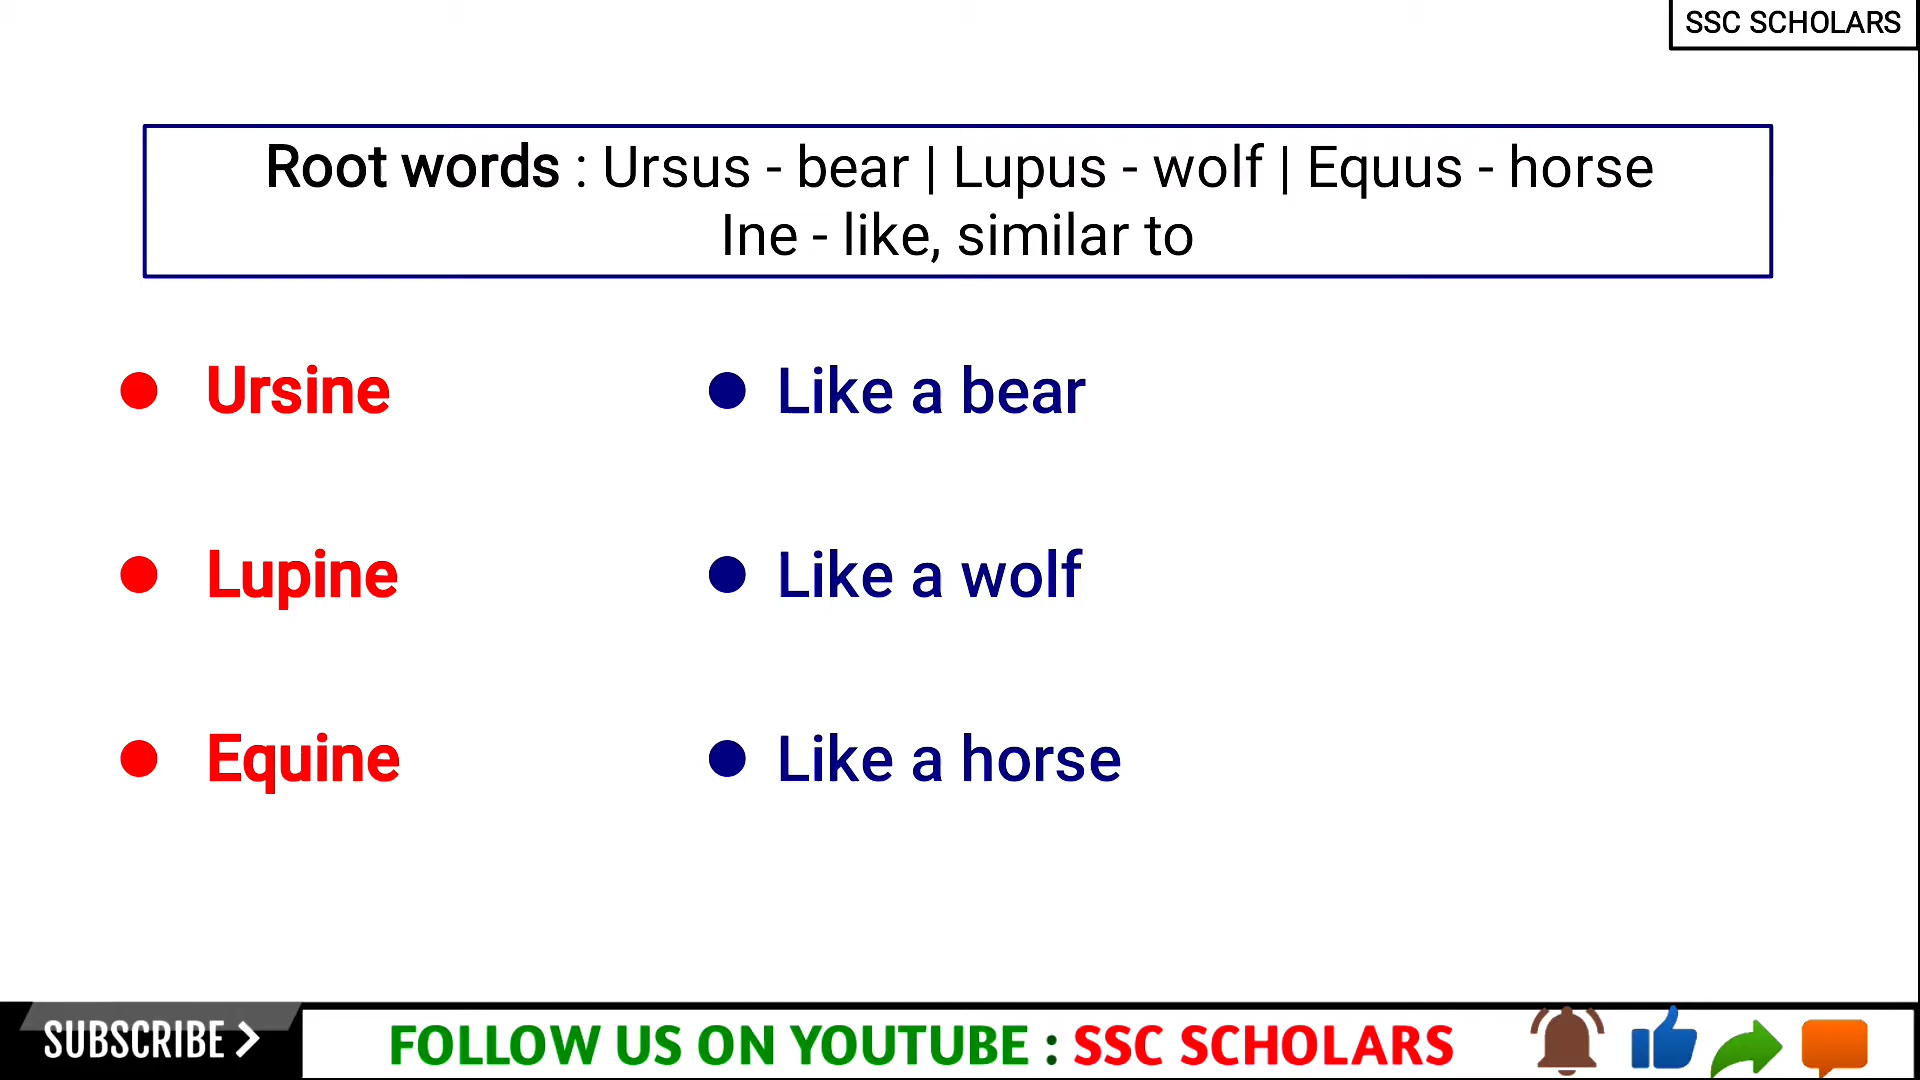 SSC SCHOLARS
Root words : Ursus - bear | Lupus - wolf | Equus - horse
Ine - like, similar to
Ursine
Like a bear
Lupine
Like a wolf
Equine
Like a horse
SUBSCRIBE
FOLLOW US ON YOUTUBE : SSC SCHOLARS